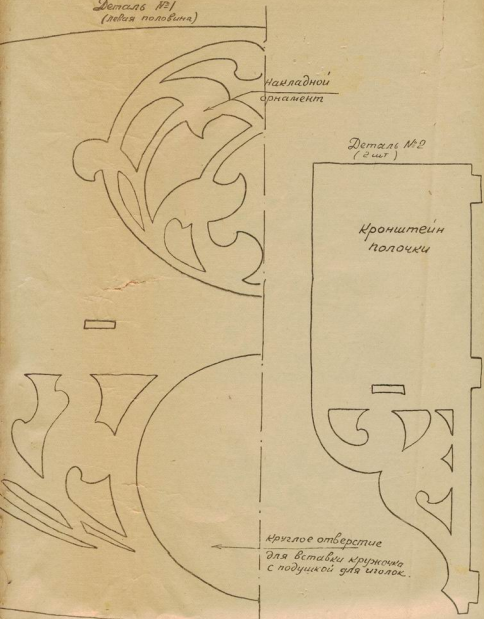 Деталь №1
(левая половина)
Накладной
орнамент
Деталь №2
(2 шт)
Кронштейн
полочки
Круглое отверстие
для вставки кружочка
с подушкой для иголок.